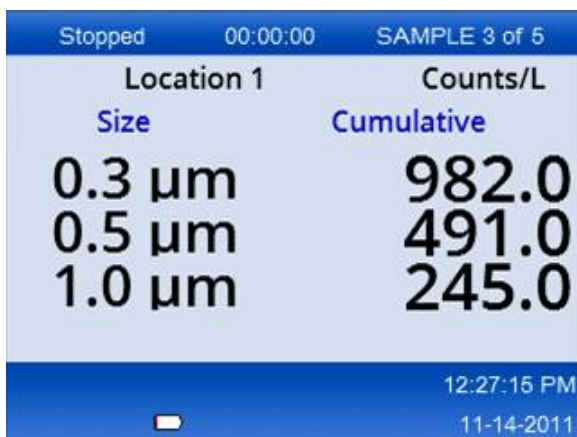 Stopped 00:00:00 SAMPLE 3 of 5
Location 1 Counts/L
Size Cumulative
0.3 µm 982.0
0.5 µm 491.0
1.0 µm 245.0
12:27:15 PM
11-14-2011